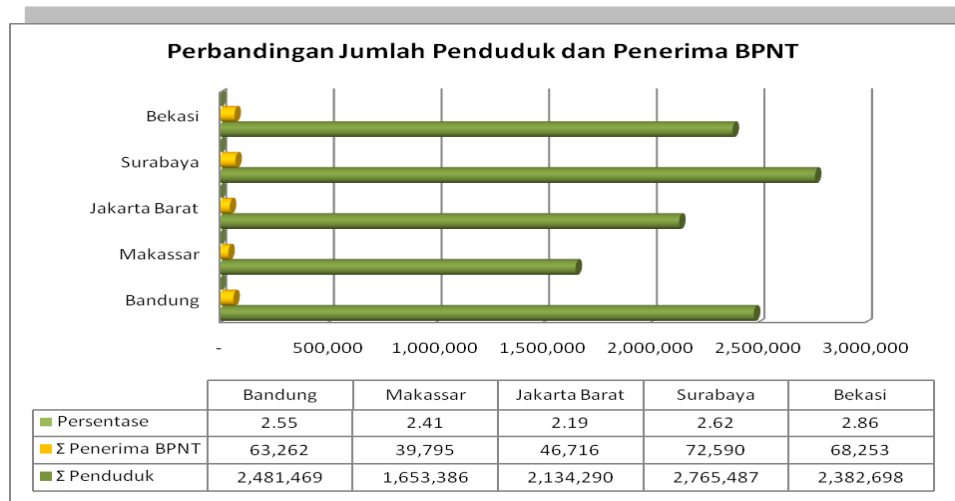 Perbandingan Jumlah Penduduk dan Penerima BPNT
Bekasi
Surabaya
Jakarta Barat
Makassar
Bandung
- 500,000 1,000,000 1,500,000 2,000,000 2,500,000 3,000,000
Bandung Makassar Jakarta Barat Surabaya Bekasi
Persentase 2.55 2.41 2.19 2.62 2.86
Σ Penerima BPNT 63,262 39,795 46,716 72,590 68,253
Σ Penduduk 2,481,469 1,653,386 2,134,290 2,765,487 2,382,698